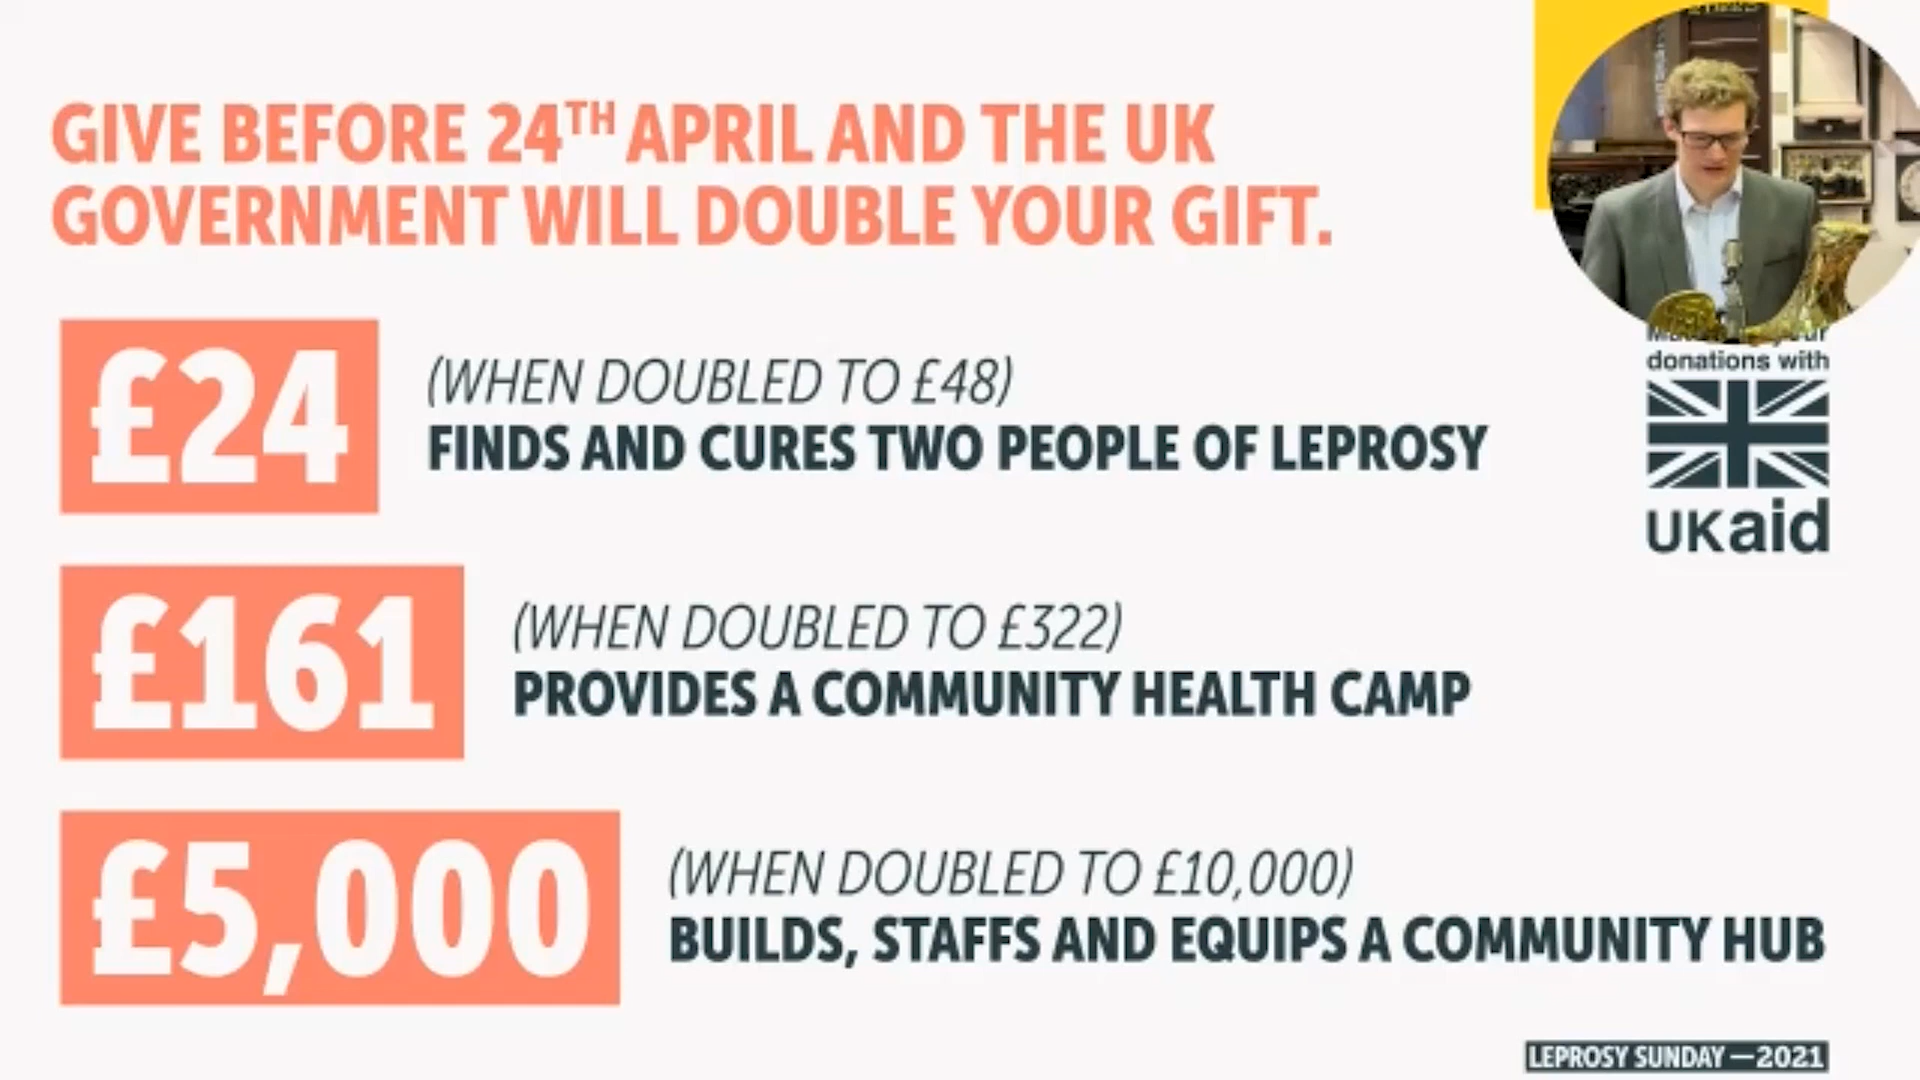 GIVE BEFORE 24TH APRIL AND THE UK
GOVERNMENT WILL DOUBLE YOUR GIFT.
£24
(WHEN DOUBLED TO £48)
FINDS AND CURES TWO PEOPLE OF LEPROSY
donations with
UKaid
£161
(WHEN DOUBLED TO £322)
PROVIDES A COMMUNITY HEALTH CAMP
£5,000
(WHEN DOUBLED TO £10,000)
BUILDS, STAFFS AND EQUIPS A COMMUNITY HUB
LEPROSY SUNDAY — 2021